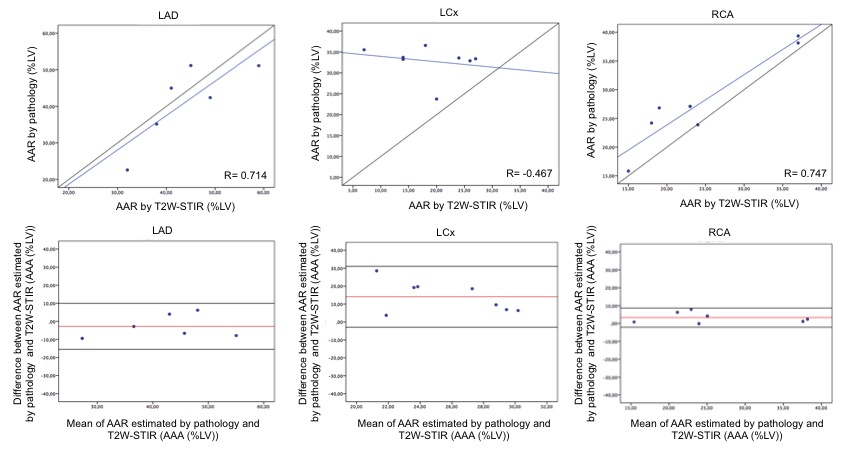 LAD
60,00
50,00
40,00
30,00
20,00
20,00 30,00 40,00 50,00 60,00
AAR by pathology (%LV)
AAR by T2W-STIR (%LV)
R= 0.714
LCx
40,00
35,00
30,00
25,00
20,00
15,00
10,00
5,00
5,00 10,00 15,00 20,00 25,00 30,00 35,00 40,00
AAR by pathology (%LV)
AAR by T2W-STIR (%LV)
R= -0.467
RCA
40,00
35,00
30,00
25,00
20,00
15,00
15,00 20,00 25,00 30,00 35,00 40,00
AAR by pathology (%LV)
AAR by T2W-STIR (%LV)
R= 0.747
LAD
40,00
30,00
20,00
10,00
,00
-10,00
-20,00
-30,00
-40,00
30,00 40,00 50,00 60,00
Difference between AAR estimated
by pathology and T2W-STIR (AAA (%LV))
Mean of AAR estimated by pathology and
T2W-STIR (AAA (%LV))
LCx
40,00
30,00
20,00
10,00
,00
-10,00
-20,00
-30,00
-40,00
20,00 22,00 24,00 26,00 28,00 30,00 32,00
Difference between AAR estimated
by pathology and T2W-STIR (AAA (%LV))
Mean of AAR estimated by pathology and
T2W-STIR (AAA (%LV))
RCA
40,00
30,00
20,00
10,00
,00
-10,00
-20,00
-30,00
-40,00
15,00 20,00 25,00 30,00 35,00 40,00
Difference between AAR estimated
by pathology and T2W-STIR (AAA (%LV))
Mean of AAR estimated by pathology and
T2W-STIR (AAA (%LV))